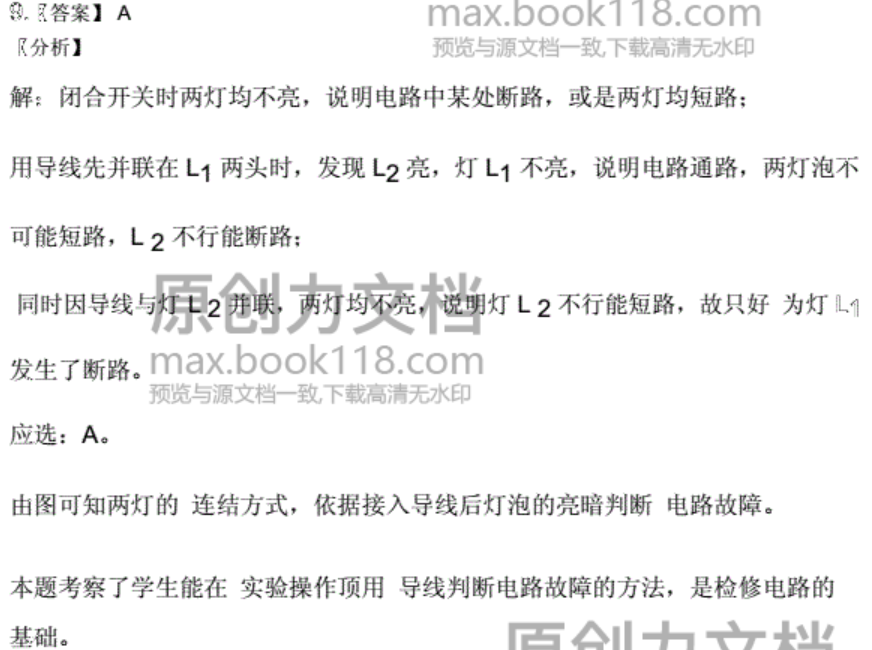 9.【答案】A
max.book118.com
预览与源文档一致,下载高清无水印
【分析】
解：闭合开关时两灯均不亮，说明电路中某处断路，或是两灯均短路；
用导线先并联在 L1 两头时，发现 L2 亮，灯 L1 不亮，说明电路通路，两灯泡不
可能短路，L 2 不行能断路；
同时因导线与灯 L 2 并联，两灯均不亮，说明灯 L 2 不行能短路，故只好 为灯 L1
原创力文档
发生了断路。
max.book118.com
预览与源文档一致,下载高清无水印
应选：A。
由图可知两灯的 连结方式，依据接入导线后灯泡的亮暗判断 电路故障。
本题考察了学生能在 实验操作顶用 导线判断电路故障的方法，是检修电路的
基础。
原创力文档